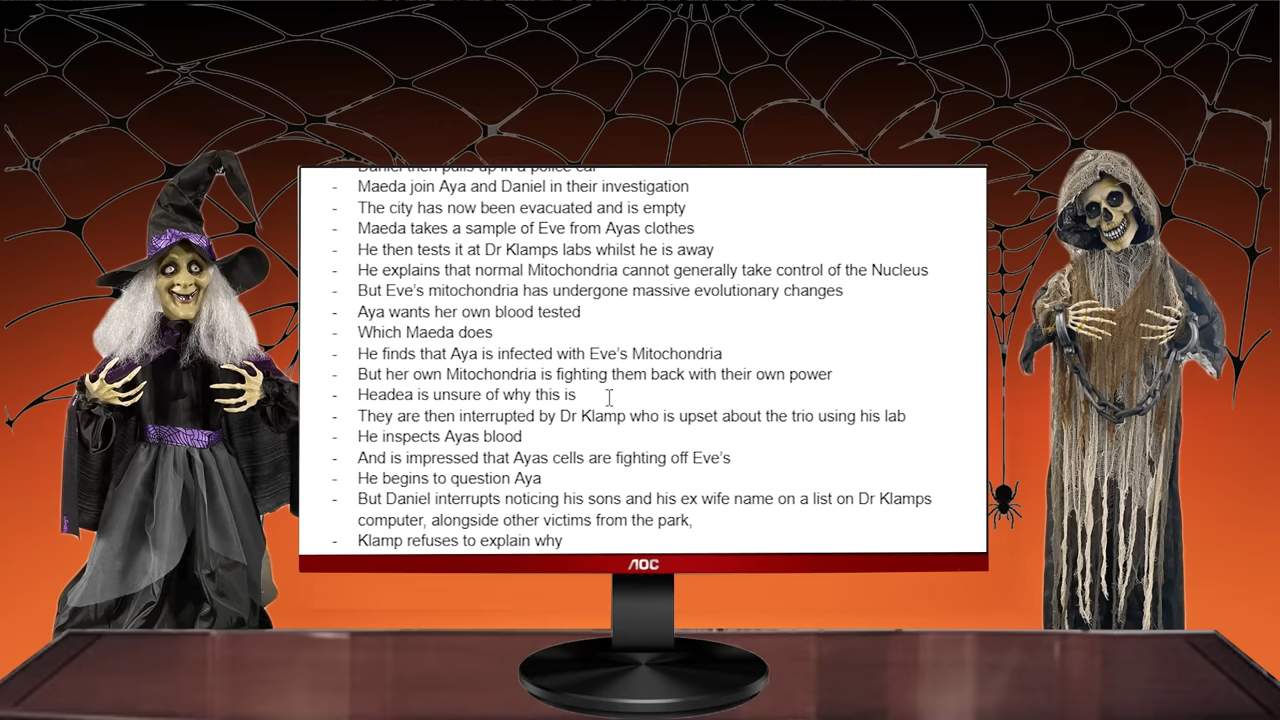 Daniel then pulls up in a police car
- Maeda join Aya and Daniel in their investigation
- The city has now been evacuated and is empty
- Maeda takes a sample of Eve from Ayas clothes
- He then tests it at Dr Klamps labs whilst he is away
- He explains that normal Mitochondria cannot generally take control of the Nucleus
- But Eve's mitochondria has undergone massive evolutionary changes
- Aya wants her own blood tested
- Which Maeda does
- He finds that Aya is infected with Eve's Mitochondria
- But her own Mitochondria is fighting them back with their own power
- Headea is unsure of why this is
- They are then interrupted by Dr Klamp who is upset about the trio using his lab
- He inspects Ayas blood
- And is impressed that Ayas cells are fighting off Eve's
- He begins to question Aya
- But Daniel interrupts noticing his sons and his ex wife name on a list on Dr Klamps
computer, alongside other victims from the park,
- Klamp refuses to explain why
AOC